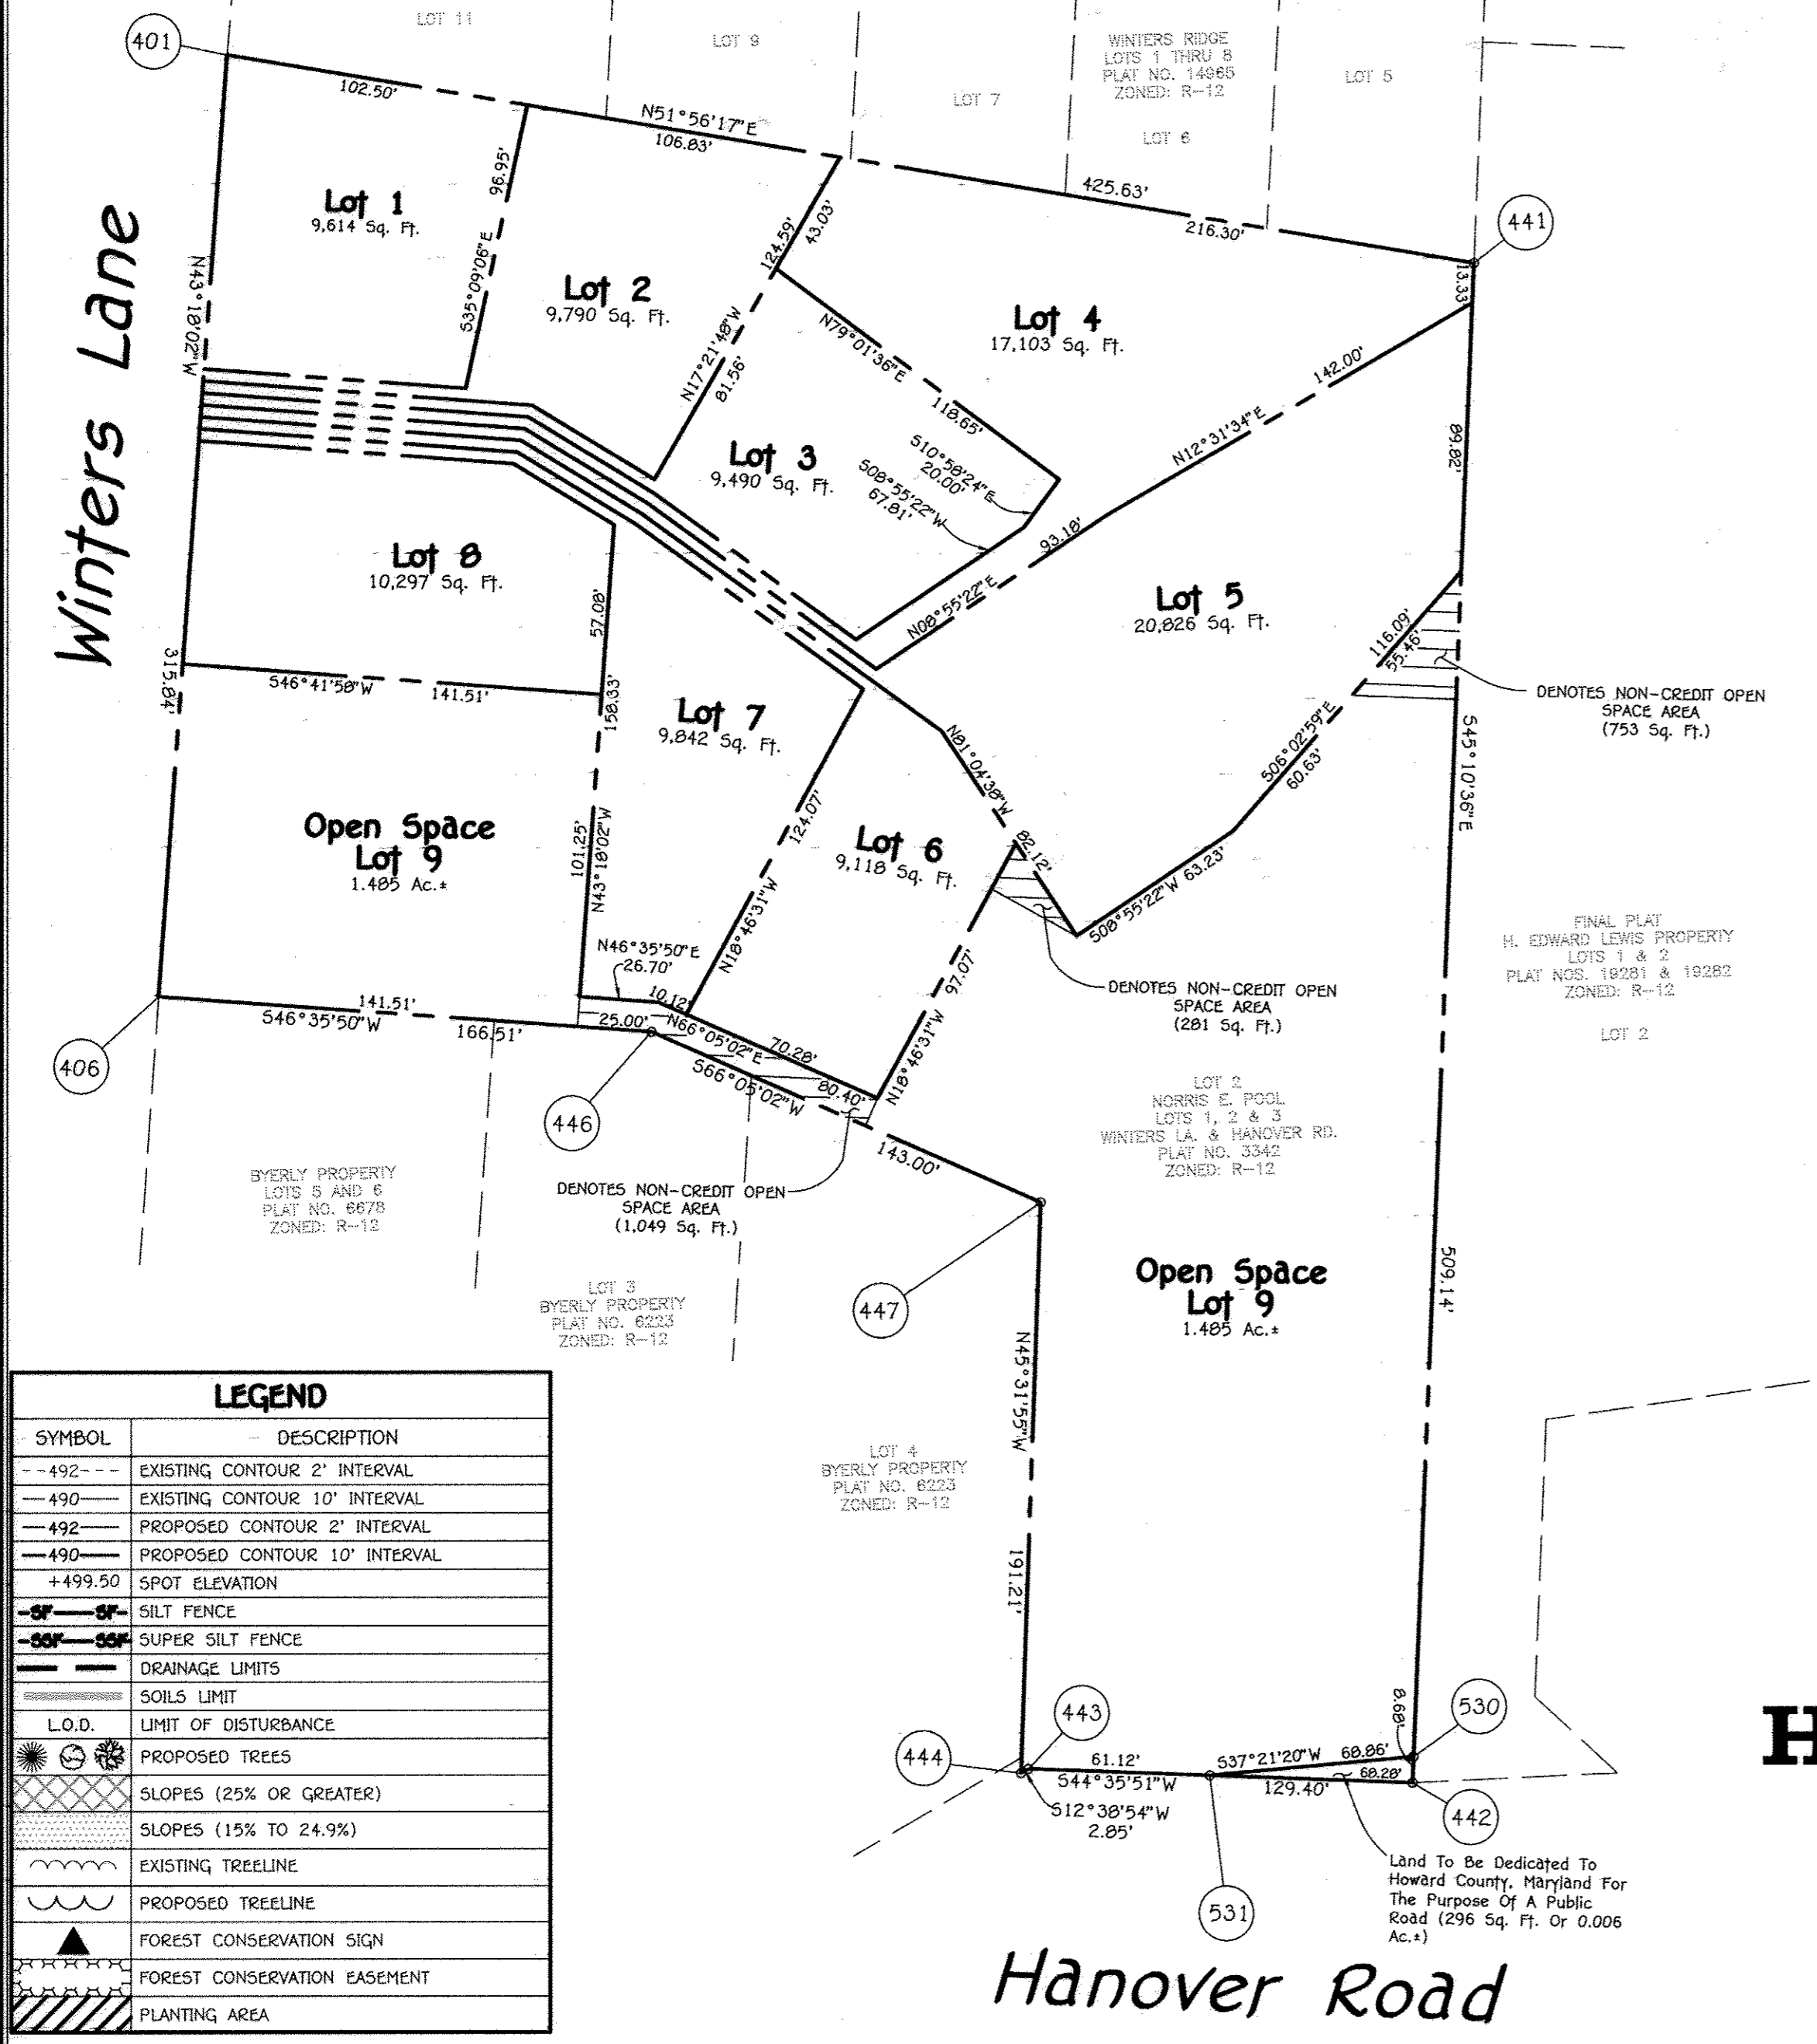 LOT 11
LOT 9
WINTERS RIDGE
LOTS 1 THRU 8
PLAT NO. 14965
ZONED: R-12
LOT 7
LOT 6
LOT 5
401
102.50'
N51°56'17"E
106.83'
425.63'
216.30'
441
13.33'
Winters Lane
N43°18'02"W
315.84'
Lot 1
9,614 Sq. Ft.
96.95'
S35°09'06"E
Lot 2
9,790 Sq. Ft.
124.59'
43.03'
N17°21'48"W
81.56'
Lot 4
17,103 Sq. Ft.
N79°01'36"E
118.65'
Lot 3
9,490 Sq. Ft.
S10°58'24"E
20.00'
S08°55'22"W
67.81'
142.00'
N12°31'34"E
93.18'
N08°55'22"E
89.82'
Lot 8
10,297 Sq. Ft.
57.08'
158.33'
S46°41'58"W
141.51'
Lot 5
20,826 Sq. Ft.
116.09'
55.46'
DENOTES NON-CREDIT OPEN
SPACE AREA
(753 Sq. Ft.)
S06°02'59"E
60.63'
S45°10'36"E
509.14'
Lot 7
9,842 Sq. Ft.
N81°04'38"W
82.12'
124.07'
N18°46'31"W
Lot 6
9,118 Sq. Ft.
S08°55'22"W 63.23'
Open Space
Lot 9
1.485 Ac.±
101.25'
N43°18'02"W
N46°35'50"E
26.70'
10.12'
97.07'
N18°46'31"W
DENOTES NON-CREDIT OPEN
SPACE AREA
(281 Sq. Ft.)
FINAL PLAT
H. EDWARD LEWIS PROPERTY
LOTS 1 & 2
PLAT NOS. 19281 & 19282
ZONED: R-12
LOT 2
406
141.51'
S46°35'50"W
166.51'
25.00'
N66°05'02"E
70.28'
S66°05'02"W
80.40'
143.00'
446
LOT 2
NORRIS E. POOL
LOTS 1, 2 & 3
WINTERS LA. & HANOVER RD.
PLAT NO. 3342
ZONED: R-12
BYERLY PROPERTY
LOTS 5 AND 6
PLAT NO. 6678
ZONED: R-12
DENOTES NON-CREDIT OPEN
SPACE AREA
(1,049 Sq. Ft.)
LOT 3
BYERLY PROPERTY
PLAT NO. 6223
ZONED: R-12
447
Open Space
Lot 9
1.485 Ac.±
N45°31'55"W
191.21'
LOT 4
BYERLY PROPERTY
PLAT NO. 6223
ZONED: R-12
LEGEND
SYMBOL DESCRIPTION
--492--- EXISTING CONTOUR 2' INTERVAL
—490— EXISTING CONTOUR 10' INTERVAL
—492— PROPOSED CONTOUR 2' INTERVAL
—490— PROPOSED CONTOUR 10' INTERVAL
+499.50 SPOT ELEVATION
-SF—SF- SILT FENCE
-SSF—SSF SUPER SILT FENCE
DRAINAGE LIMITS
SOILS LIMIT
L.O.D. LIMIT OF DISTURBANCE
PROPOSED TREES
SLOPES (25% OR GREATER)
SLOPES (15% TO 24.9%)
EXISTING TREELINE
PROPOSED TREELINE
FOREST CONSERVATION SIGN
FOREST CONSERVATION EASEMENT
PLANTING AREA
443
444
61.12'
S44°35'51"W
S12°38'54"W
2.85'
S37°21'20"W 68.86'
8.68'
68.28'
129.40'
530
442
531
Land To Be Dedicated To
Howard County, Maryland For
The Purpose Of A Public
Road (296 Sq. Ft. Or 0.006
Ac.±)
H
Hanover Road